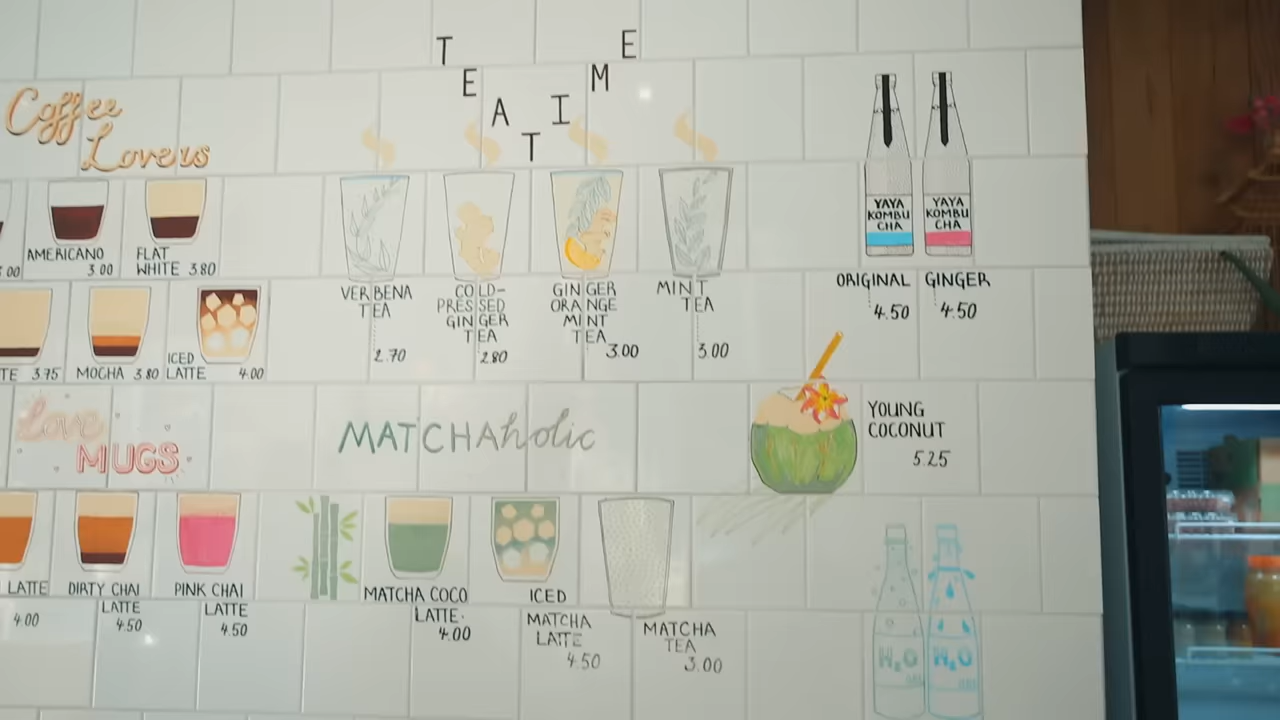 Coffee
Lovers
AMERICANO
3.00
FLAT
WHITE 3.80
MOCHA 3.80
ICED
LATTE 4.00
3.75
Love
MUGS
LATTE
4.00
DIRTY CHAI
LATTE
4.50
PINK CHAI
LATTE
4.50
TEA TIME
VERBENA
TEA
2.70
COLD-
PRESSED
GINGER
TEA
2.80
GINGER
ORANGE
MINT
TEA
3.00
MINT
TEA
3.00
MATCHAholic
MATCHA COCO
LATTE.
4.00
ICED
MATCHA
LATTE
4.50
MATCHA
TEA
3.00
YAYA
KOMBU
CHA
YAYA
KOMBU
CHA
ORIGINAL
4.50
GINGER
4.50
YOUNG
COCONUT
5.25
H₂O
H₂O